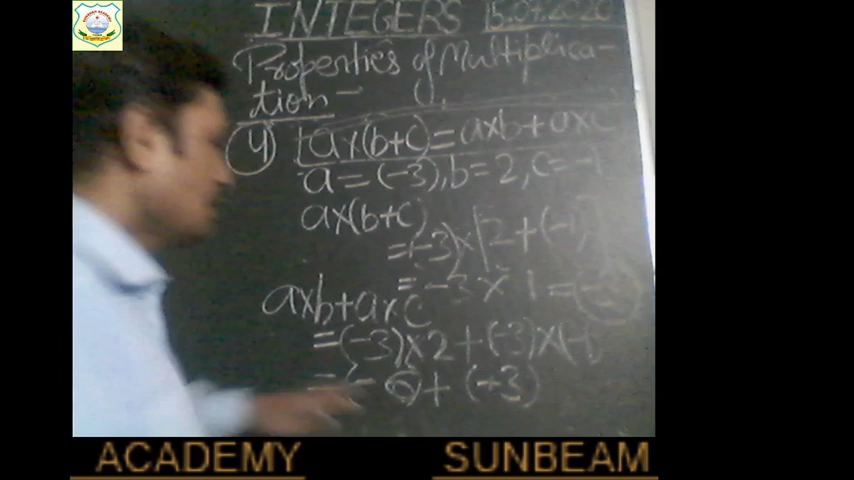 INTEGERS 15.07.2020
Properties of Multiplica-
tion-
4) a×(b+c)=a×b+a×c
a=(-3), b=2, c=-1
a×(b+c)
=(-3)×[2+(-1)]
=-3×1=(-3)
a×b+a×c
=(-3)×2+(-3)×(-1
=(-6)+(+3)
ACADEMY SUNBEAM